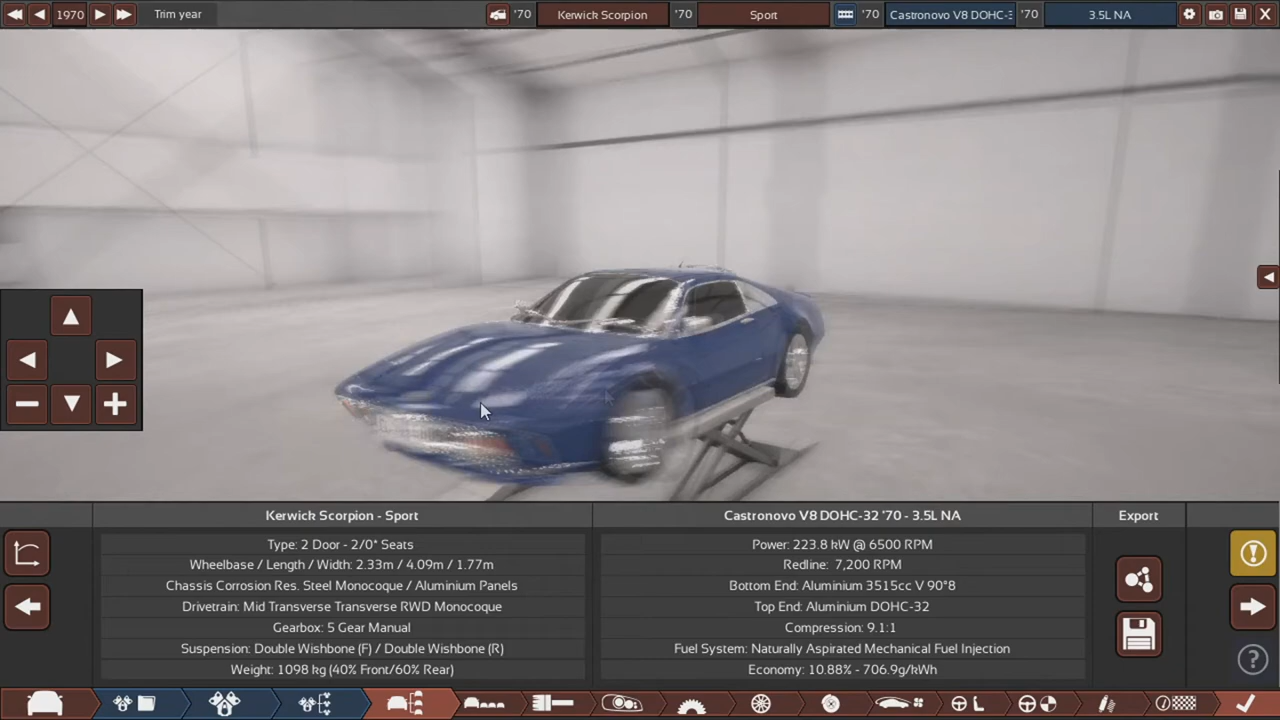 1970
Trim year
'70
Kerwick Scorpion
'70
Sport
'70
Castronovo V8 DOHC-3
'70
3.5L NA
Kerwick Scorpion - Sport
Type: 2 Door - 2/0* Seats
Wheelbase / Length / Width: 2.33m / 4.09m / 1.77m
Chassis Corrosion Res. Steel Monocoque / Aluminium Panels
Drivetrain: Mid Transverse Transverse RWD Monocoque
Gearbox: 5 Gear Manual
Suspension: Double Wishbone (F) / Double Wishbone (R)
Weight: 1098 kg (40% Front/60% Rear)
Castronovo V8 DOHC-32 '70 - 3.5L NA
Power: 223.8 kW @ 6500 RPM
Redline: 7,200 RPM
Bottom End: Aluminium 3515cc V 90°8
Top End: Aluminium DOHC-32
Compression: 9.1:1
Fuel System: Naturally Aspirated Mechanical Fuel Injection
Economy: 10.88% - 706.9g/kWh
Export